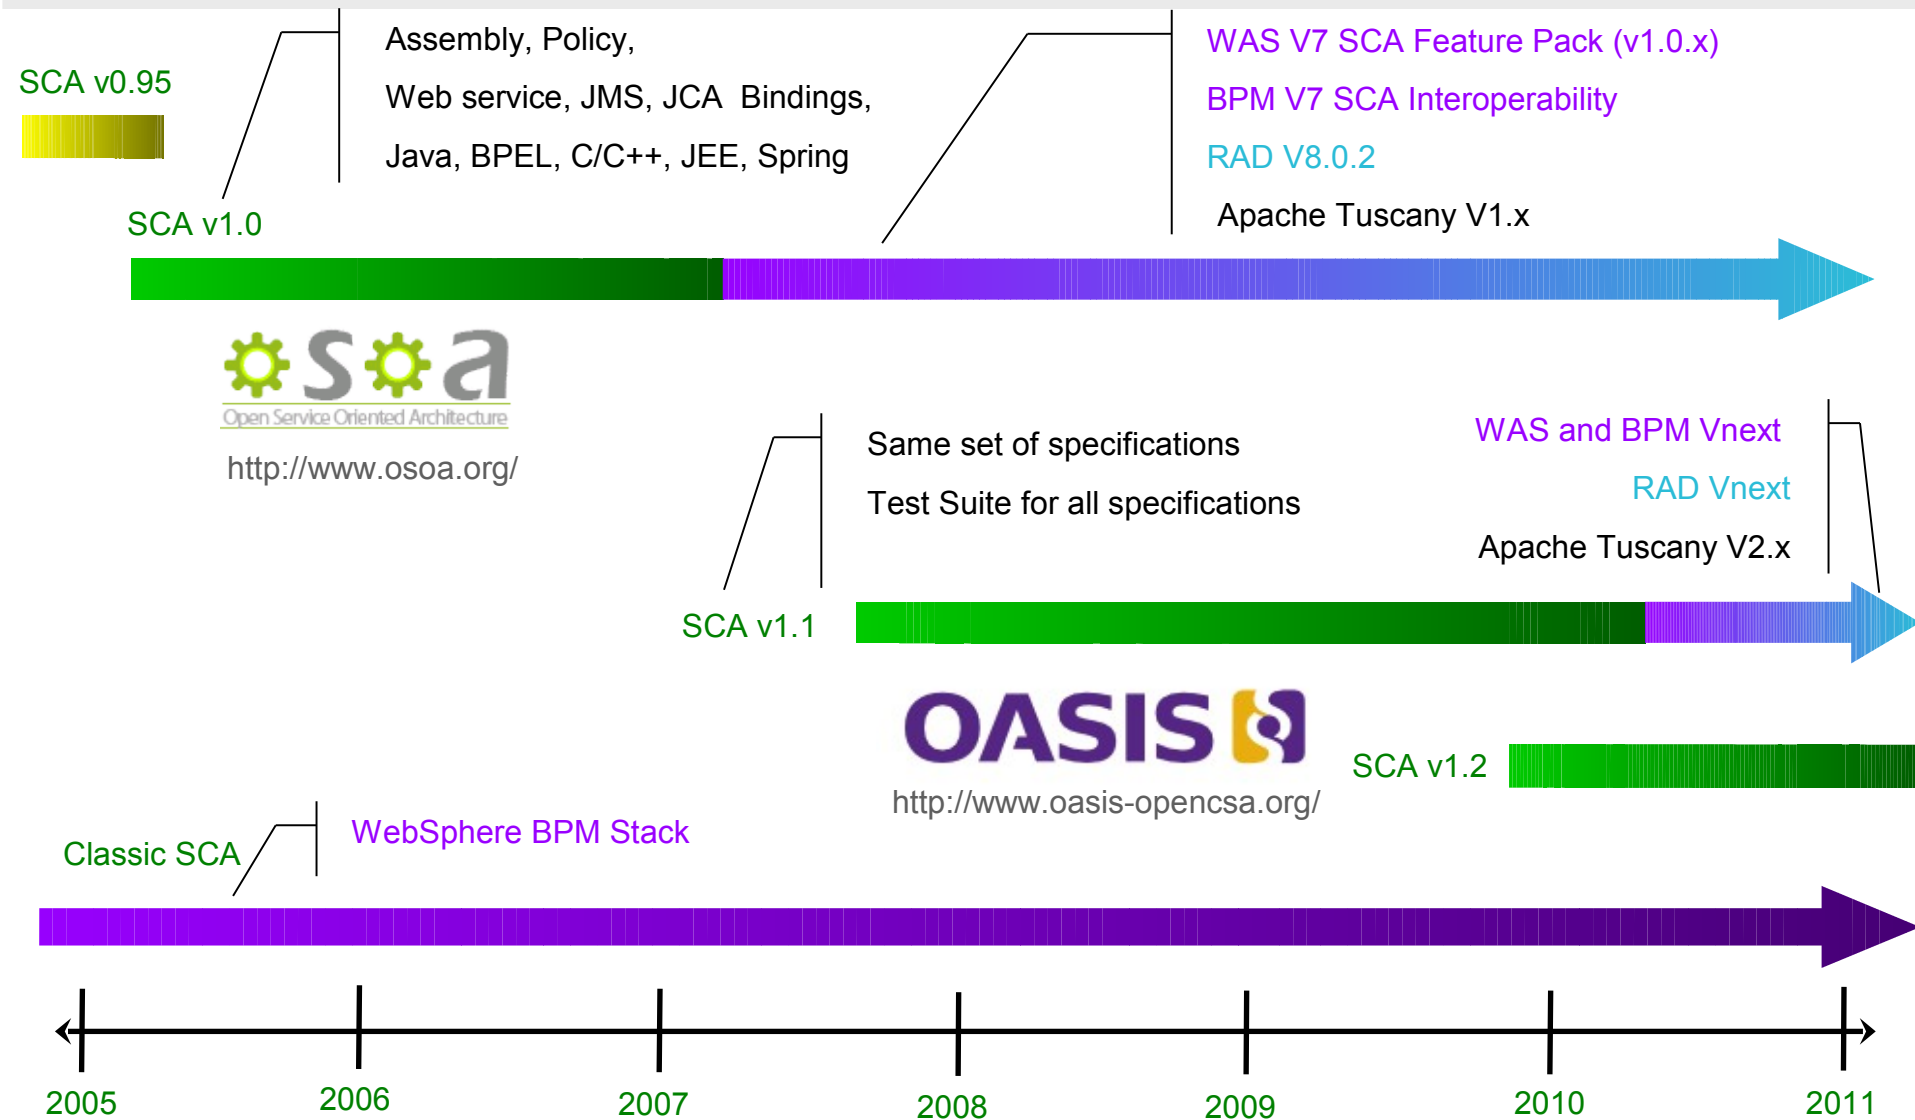 SCA v0.95
Assembly, Policy,
Web service, JMS, JCA  Bindings,
Java, BPEL, C/C++, JEE, Spring
WAS V7 SCA Feature Pack (v1.0.x)
BPM V7 SCA Interoperability
RAD V8.0.2
Apache Tuscany V1.x
SCA v1.0
osoa
Open Service Oriented Architecture
http://www.osoa.org/
Same set of specifications
Test Suite for all specifications
WAS and BPM Vnext
RAD Vnext
Apache Tuscany V2.x
SCA v1.1
OASIS
http://www.oasis-opencsa.org/
SCA v1.2
Classic SCA
WebSphere BPM Stack
2005 2006 2007 2008 2009 2010 2011